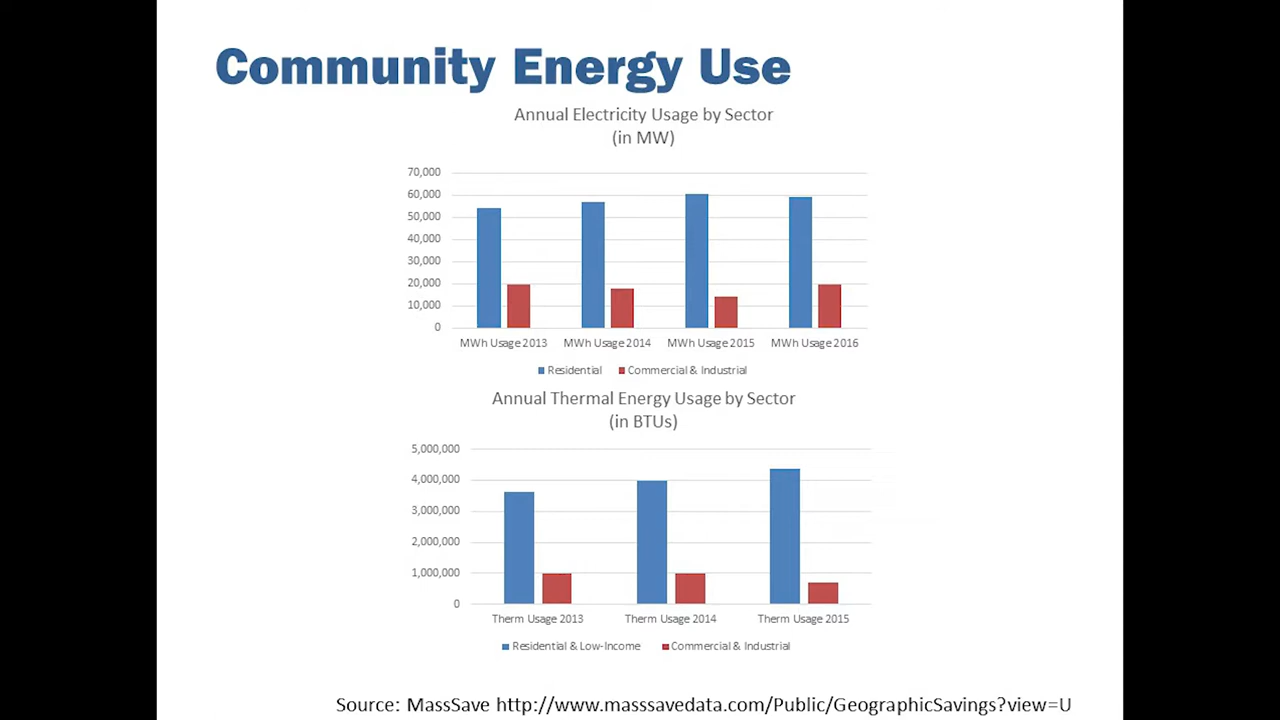 Community Energy Use
Annual Electricity Usage by Sector
(in MW)
70,000
60,000
50,000
40,000
30,000
20,000
10,000
0
MWh Usage 2013 MWh Usage 2014 MWh Usage 2015 MWh Usage 2016
Residential Commercial & Industrial
Annual Thermal Energy Usage by Sector
(in BTUs)
5,000,000
4,000,000
3,000,000
2,000,000
1,000,000
0
Therm Usage 2013 Therm Usage 2014 Therm Usage 2015
Residential & Low-Income Commercial & Industrial
Source: MassSave http://www.masssavedata.com/Public/GeographicSavings?view=U